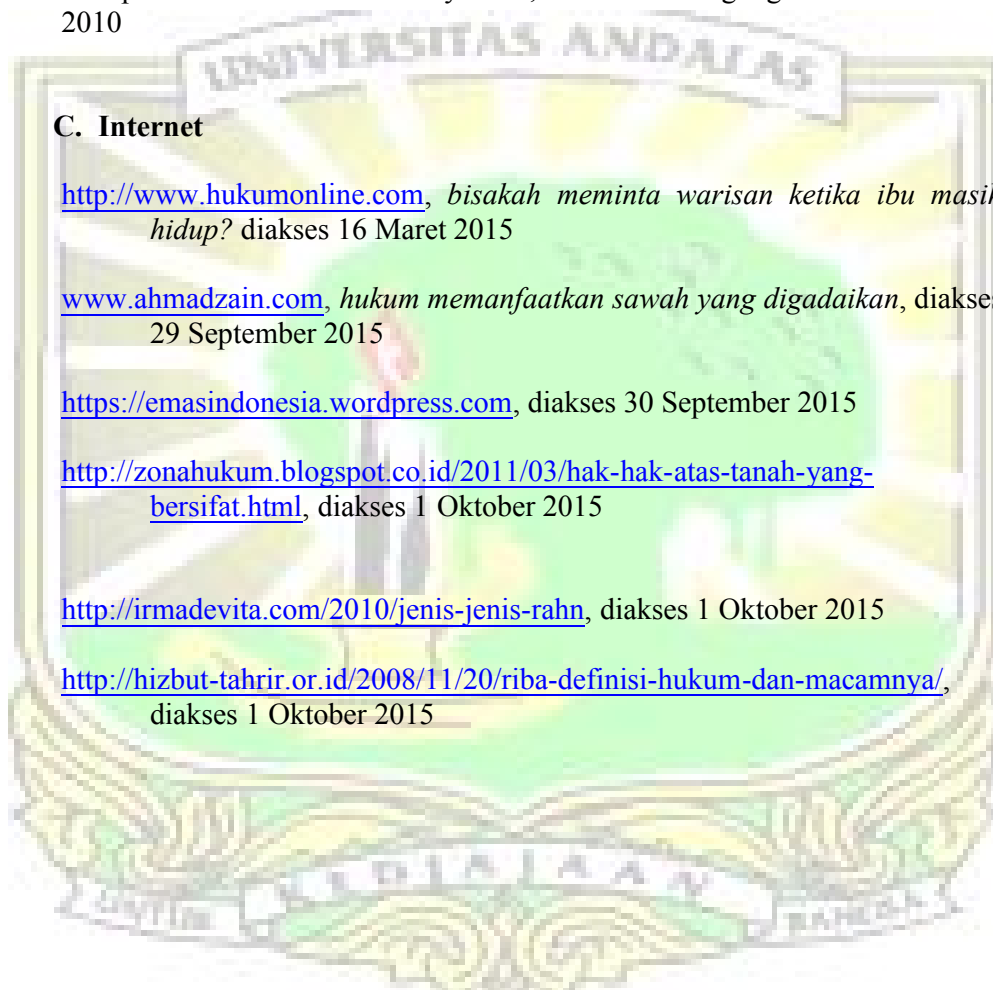 2010
UNIVERSITAS ANDALAS
C. Internet
http://www.hukumonline.com, bisakah meminta warisan ketika ibu masih
hidup? diakses 16 Maret 2015
www.ahmadzain.com, hukum memanfaatkan sawah yang digadaikan, diakses
29 September 2015
https://emasindonesia.wordpress.com, diakses 30 September 2015
http://zonahukum.blogspot.co.id/2011/03/hak-hak-atas-tanah-yang-
bersifat.html, diakses 1 Oktober 2015
http://irmadevita.com/2010/jenis-jenis-rahn, diakses 1 Oktober 2015
http://hizbut-tahrir.or.id/2008/11/20/riba-definisi-hukum-dan-macamnya/,
diakses 1 Oktober 2015
UNTUK KEDJAJAAN BANGSA